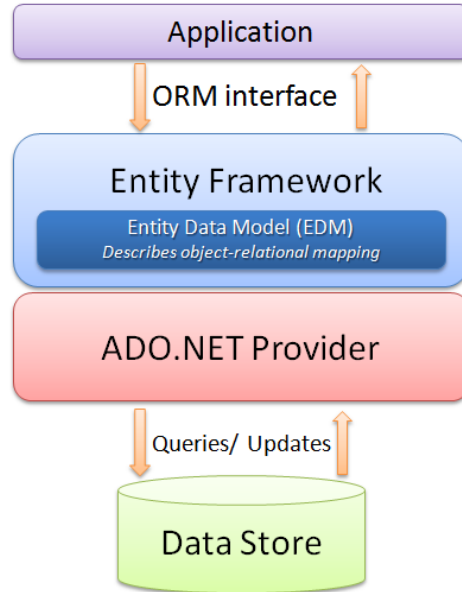 Application
ORM interface
Entity Framework
Entity Data Model (EDM)
Describes object-relational mapping
ADO.NET Provider
Queries/ Updates
Data Store